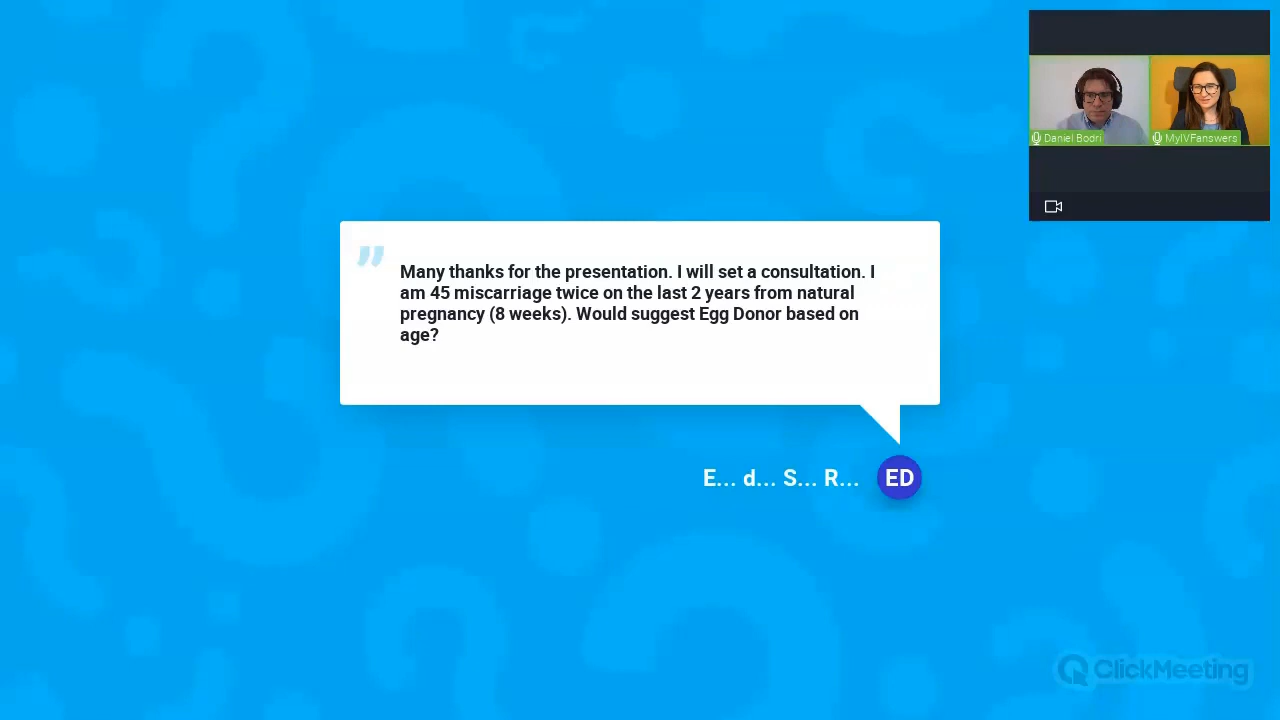 Daniel Bodri
MyIVFanswers
”
Many thanks for the presentation. I will set a consultation. I
am 45 miscarriage twice on the last 2 years from natural
pregnancy (8 weeks). Would suggest Egg Donor based on
age?
E... d... S... R...
ED
ClickMeeting